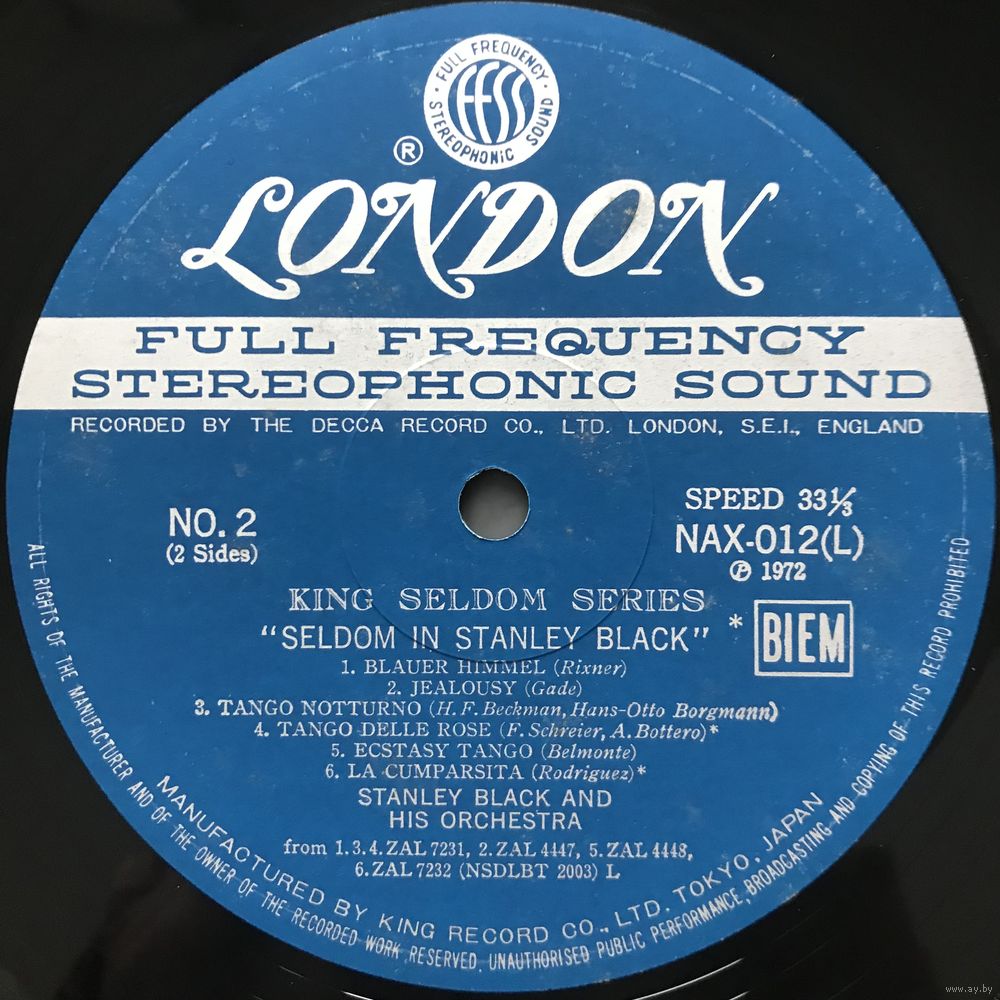 FULL FREQUENCY
FFSS
STEREOPHONIC SOUND
®
LONDON
FULL FREQUENCY
STEREOPHONIC SOUND
RECORDED BY THE DECCA RECORD CO., LTD. LONDON, S.E.I., ENGLAND
NO. 2
(2 Sides)
SPEED 33⅓
NAX-012(L)
℗ 1972
KING SELDOM SERIES
"SELDOM IN STANLEY BLACK"
* BIEM
1. BLAUER HIMMEL (Rixner)
2. JEALOUSY (Gade)
3. TANGO NOTTURNO (H. F. Beckman, Hans-Otto Borgmann)
4. TANGO DELLE ROSE (F. Schreier, A. Bottero)*
5. ECSTASY TANGO (Belmonte)
6. LA CUMPARSITA (Rodriguez)*
STANLEY BLACK AND
HIS ORCHESTRA
from 1.3.4. ZAL 7231, 2. ZAL 4447, 5. ZAL 4448,
6. ZAL 7232 (NSDLBT 2003) L
MANUFACTURED BY KING RECORD CO., LTD. TOKYO, JAPAN
ALL RIGHTS OF THE MANUFACTURER AND OF THE OWNER OF THE RECORDED WORK RESERVED. UNAUTHORISED PUBLIC PERFORMANCE, BROADCASTING AND COPYING OF THIS RECORD PROHIBITED
www.ay.by